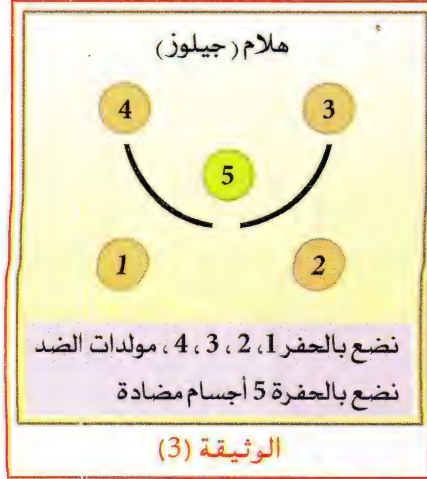 هلام (جيلوز)
4 3
5
1 2
نضع بالحفر 1، 2، 3، 4، مولدات الضد
نضع بالحفرة 5 أجسام مضادة
الوثيقة (3)